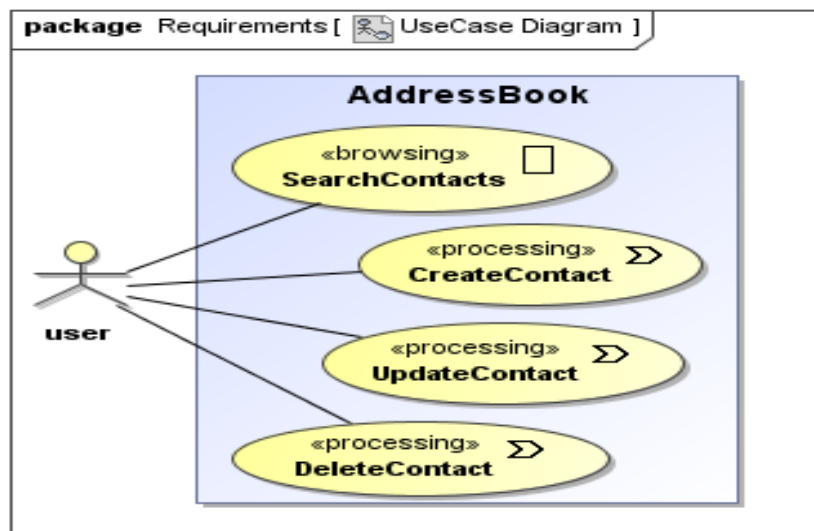 package Requirements [ UseCase Diagram ]
AddressBook
«browsing»
SearchContacts
«processing»
CreateContact
user
«processing»
UpdateContact
«processing»
DeleteContact